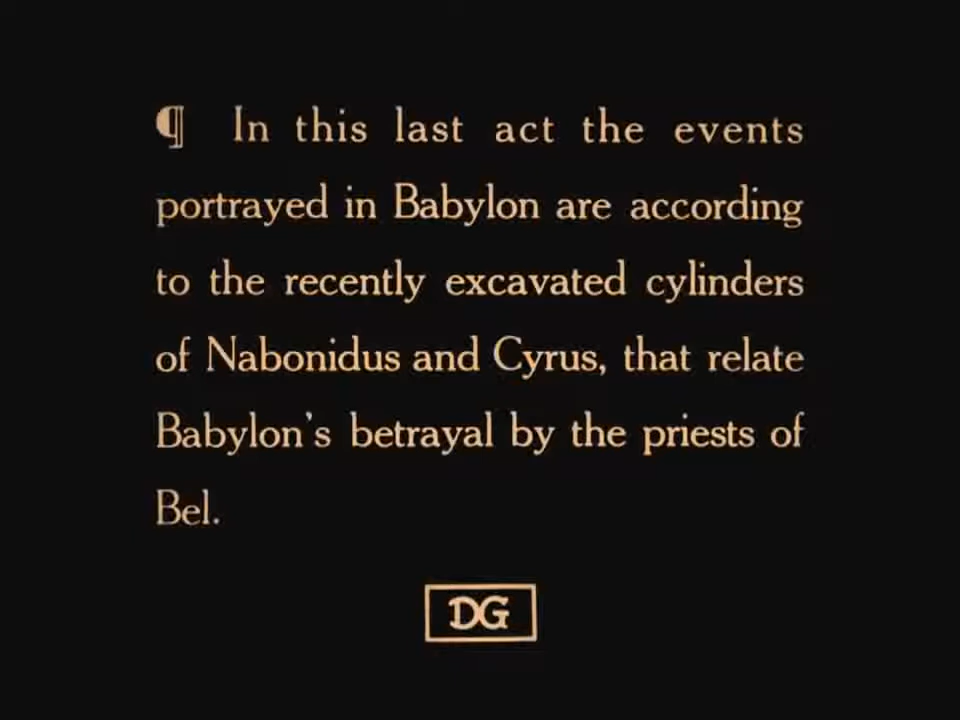 ¶ In this last act the events
portrayed in Babylon are according
to the recently excavated cylinders
of Nabonidus and Cyrus, that relate
Babylon's betrayal by the priests of
Bel.
DG